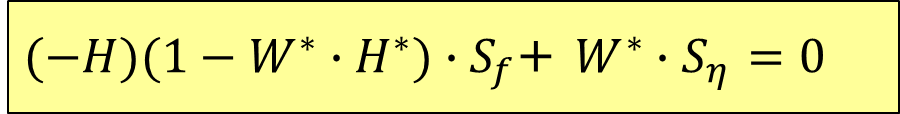 (−H)(1 − W* · H*) · S_f + W* · S_η = 0